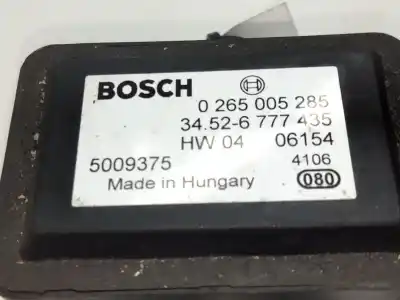 BOSCH
0 265 005 285
34.52-6 777 435
HW 04 06154
5009375 4106
Made in Hungary 080